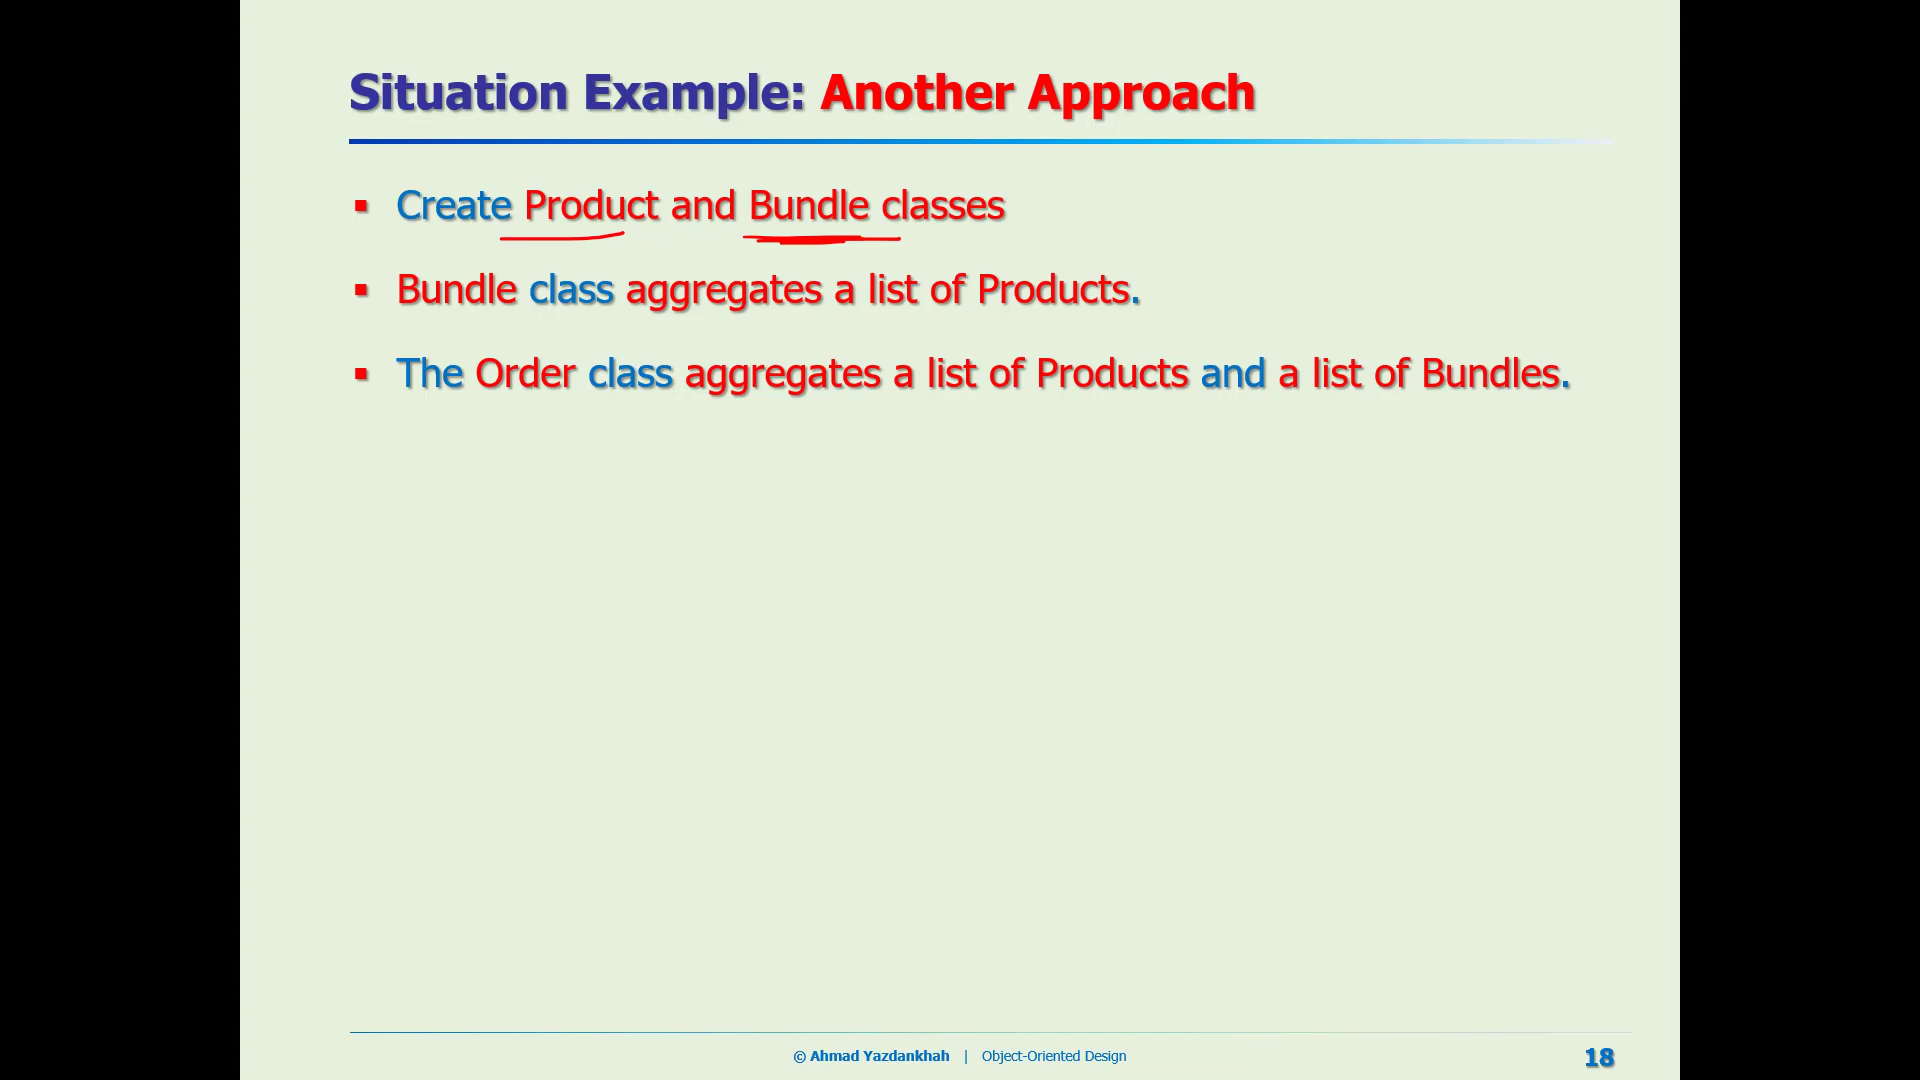 Situation Example: Another Approach
▪ Create Product and Bundle classes
▪ Bundle class aggregates a list of Products.
▪ The Order class aggregates a list of Products and a list of Bundles.
© Ahmad Yazdankhah | Object-Oriented Design
18